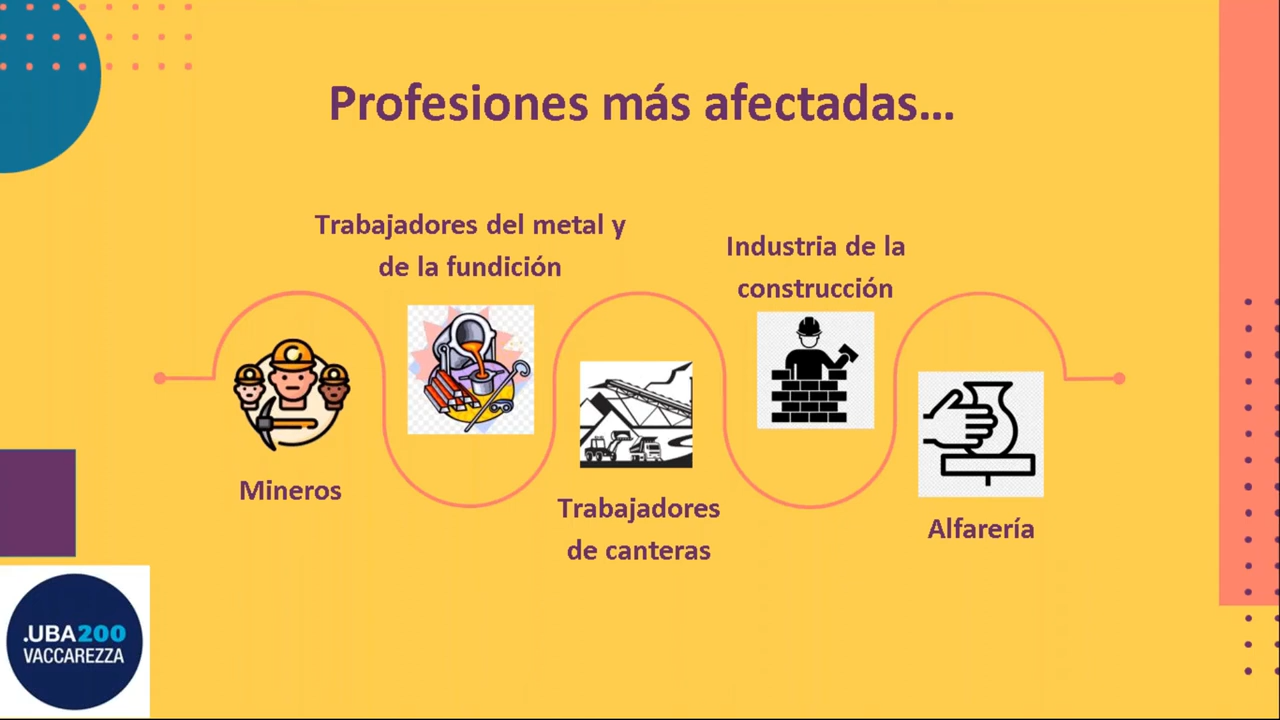 Profesiones más afectadas...
Trabajadores del metal y
de la fundición
Industria de la
construcción
Mineros
Trabajadores
de canteras
Alfarería
.UBA200
VACCAREZZA